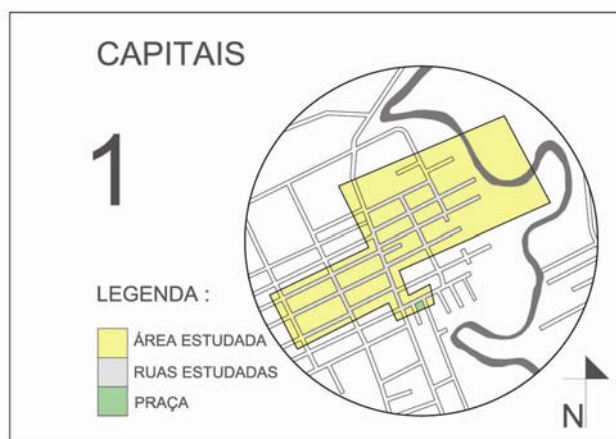 CAPITAIS
1
LEGENDA :
ÁREA ESTUDADA
RUAS ESTUDADAS
PRAÇA
N